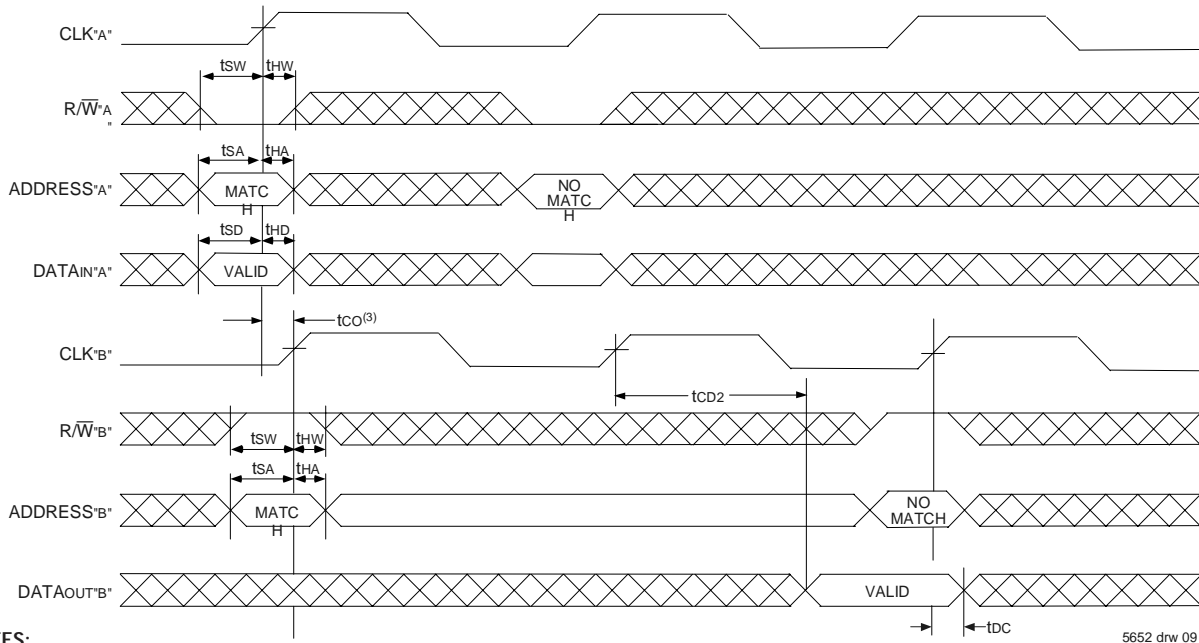 CLK"A"
tSW tHW
R/W"A
"
tSA tHA
ADDRESS"A"
MATC
H
NO
MATC
H
tSD tHD
DATAIN"A"
VALID
tCO(3)
CLK"B"
tCD2
R/W"B"
tSW tHW
tSA tHA
ADDRESS"B"
MATC
H
NO
MATCH
DATAOUT"B"
VALID
tDC
5652 drw 09